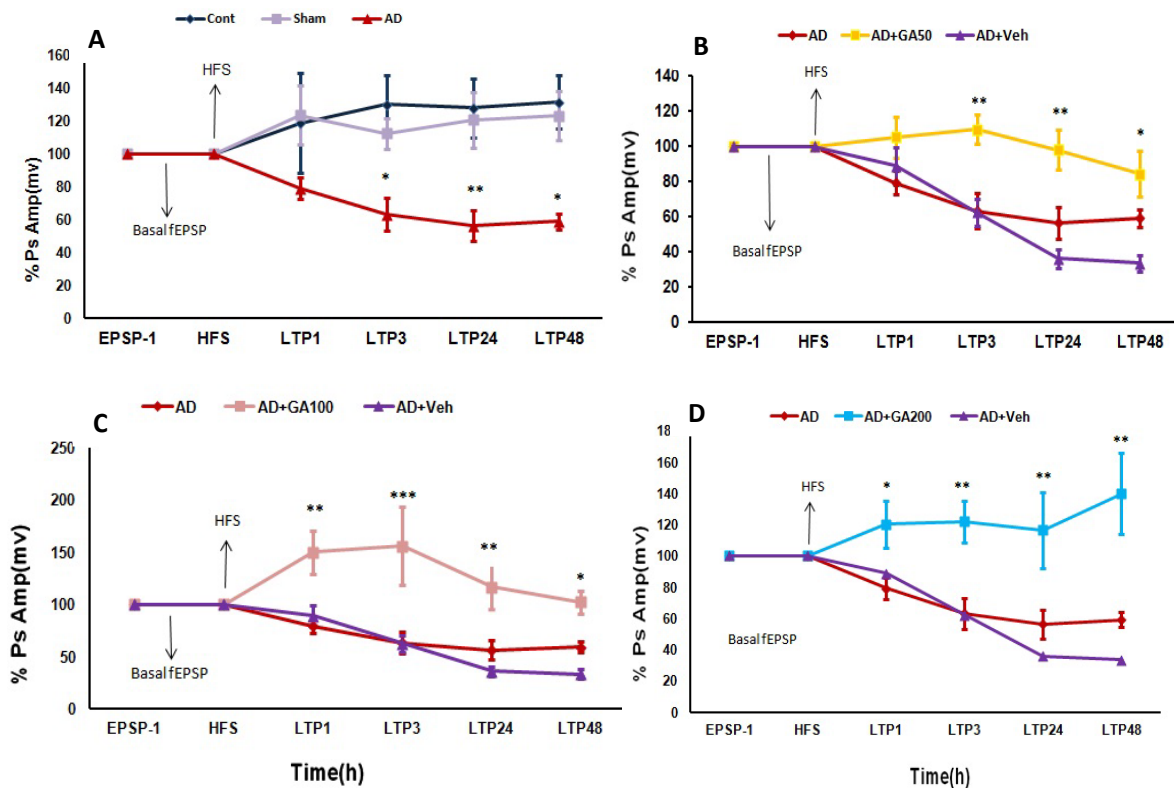 A
Cont Sham AD
160
140
120
100
80
60
40
20
0
%Ps Amp(mv)
HFS
Basal fEPSP
* ** *
EPSP-1 HFS LTP1 LTP3 LTP24 LTP48
B
AD AD+GA50 AD+Veh
140
120
100
80
60
40
20
0
% Ps Amp(mv)
HFS
Basal fEPSP
** ** *
EPSP-1 HFS LTP1 LTP3 LTP24 LTP48
C
AD AD+GA100 AD+Veh
250
200
150
100
50
0
% Ps Amp(mv)
HFS
Basal fEPSP
** *** ** *
EPSP-1 HFS LTP1 LTP3 LTP24 LTP48
Time(h)
D
AD AD+GA200 AD+Veh
18
160
140
120
100
80
60
40
20
0
% Ps Amp(mv)
HFS
Basal fEPSP
* ** ** **
EPSP-1 HFS LTP1 LTP3 LTP24 LTP48
Time(h)